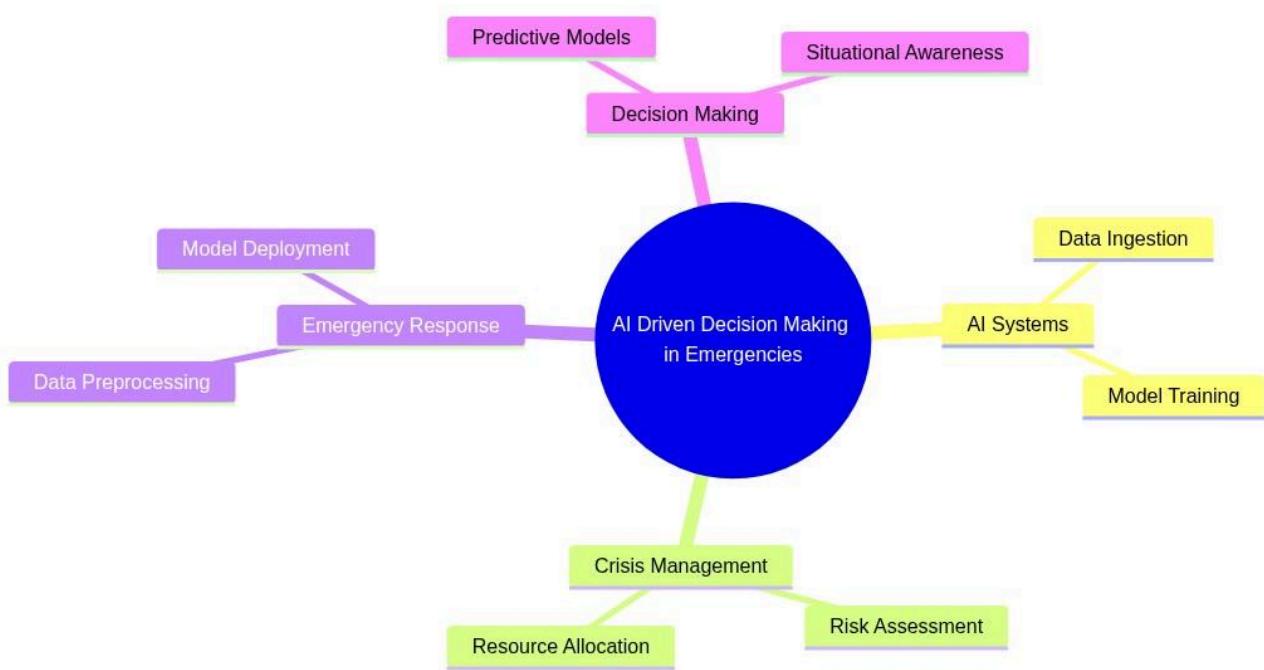 Predictive Models
Situational Awareness
Decision Making
Model Deployment
Data Ingestion
Emergency Response
AI Driven Decision Making
in Emergencies
AI Systems
Data Preprocessing
Model Training
Crisis Management
Resource Allocation
Risk Assessment